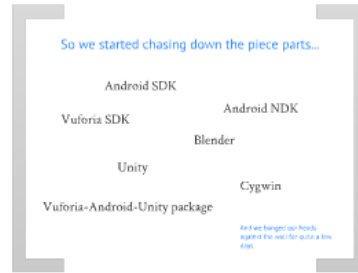 So we started chasing down the piece parts...
Android SDK
Android NDK
Vuforia SDK
Blender
Unity
Cygwin
Vuforia-Android-Unity package
And we banged our heads
against the wall for quite a few
days.